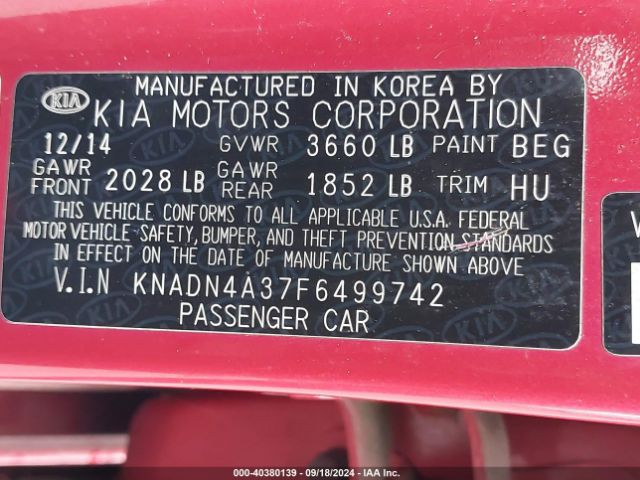 MANUFACTURED IN KOREA BY
KIA KIA MOTORS CORPORATION
12/14 GVWR 3660 LB PAINT BEG
GAWR FRONT 2028 LB GAWR REAR 1852 LB TRIM HU
THIS VEHICLE CONFORMS TO ALL APPLICABLE U.S.A. FEDERAL
MOTOR VEHICLE SAFETY, BUMPER, AND THEFT PREVENTION STANDARDS
IN EFFECT ON THE DATE OF MANUFACTURE SHOWN ABOVE
V.I.N KNADN4A37F6499742
PASSENGER CAR
000-40380139 - 09/18/2024 - IAA Inc.